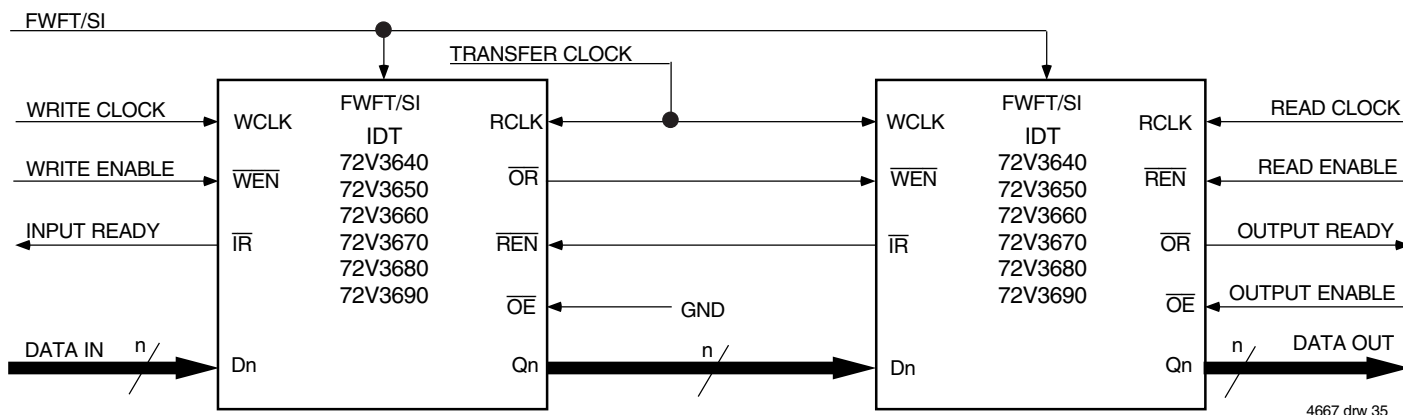 FWFT/SI
TRANSFER CLOCK
WRITE CLOCK
WRITE ENABLE
INPUT READY
DATA IN
n
FWFT/SI
IDT
72V3640
72V3650
72V3660
72V3670
72V3680
72V3690
WCLK
WEN
IR
Dn
RCLK
OR
REN
OE
Qn
GND
n
FWFT/SI
IDT
72V3640
72V3650
72V3660
72V3670
72V3680
72V3690
WCLK
WEN
IR
Dn
RCLK
REN
OR
OE
Qn
READ CLOCK
READ ENABLE
OUTPUT READY
OUTPUT ENABLE
n
DATA OUT
4667 drw 35